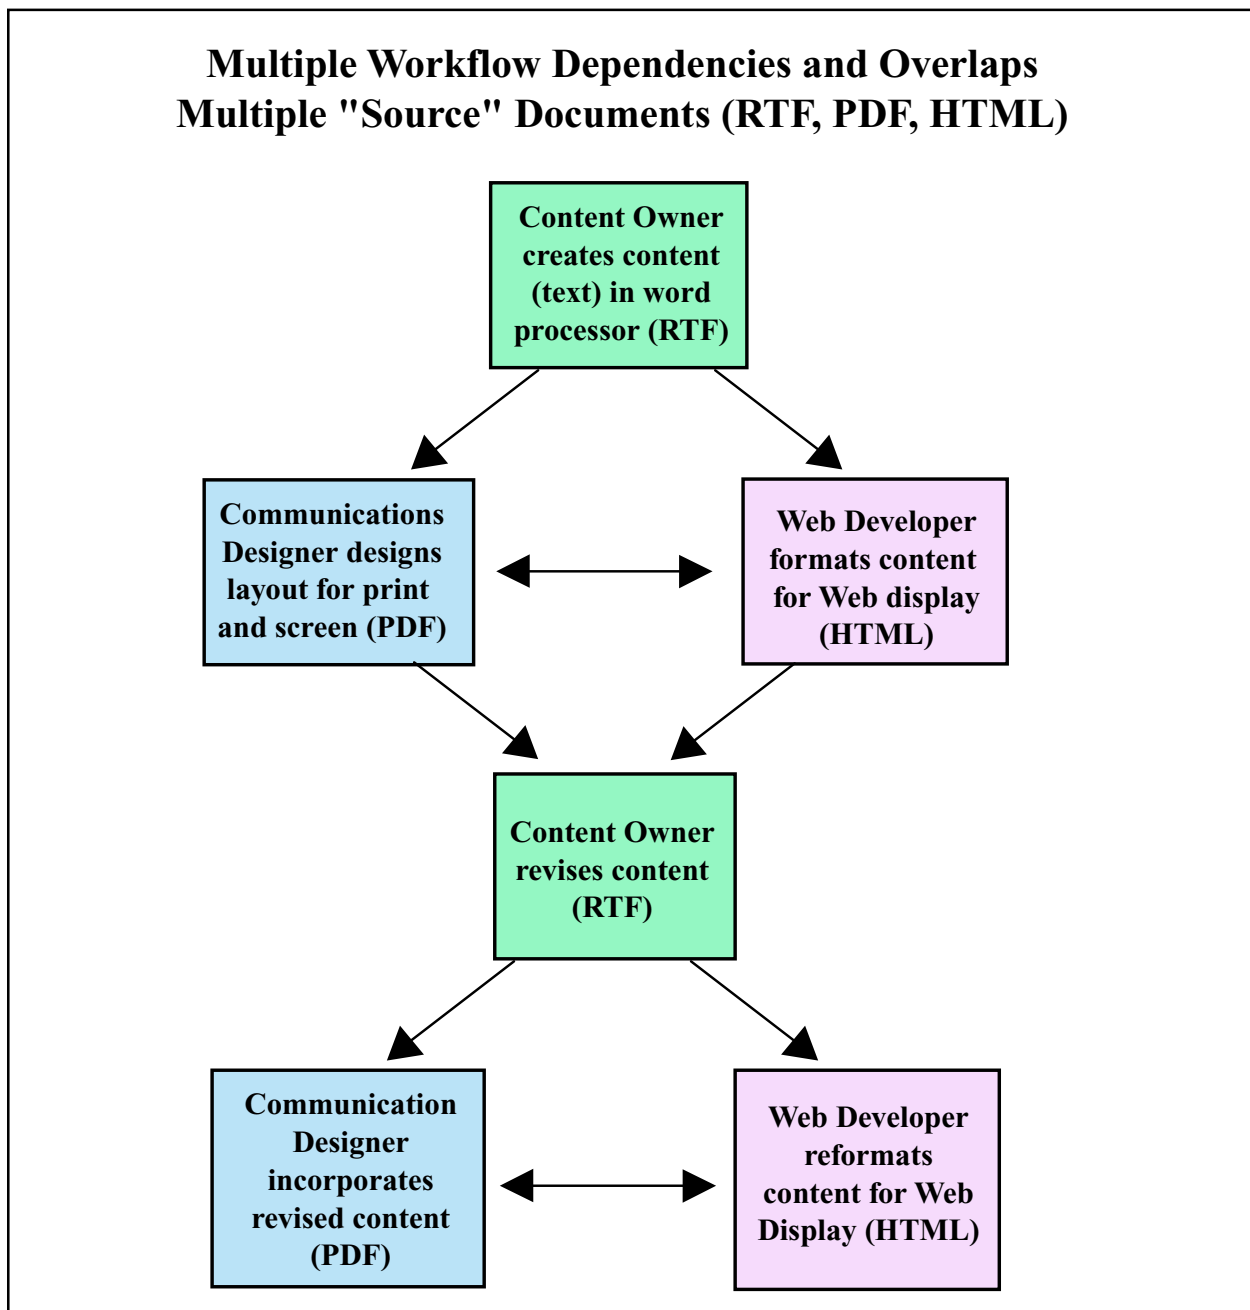 Multiple Workflow Dependencies and Overlaps
Multiple "Source" Documents (RTF, PDF, HTML)
Content Owner
creates content
(text) in word
processor (RTF)
Communications
Designer designs
layout for print
and screen (PDF)
Web Developer
formats content
for Web display
(HTML)
Content Owner
revises content
(RTF)
Communication
Designer
incorporates
revised content
(PDF)
Web Developer
reformats
content for Web
Display (HTML)